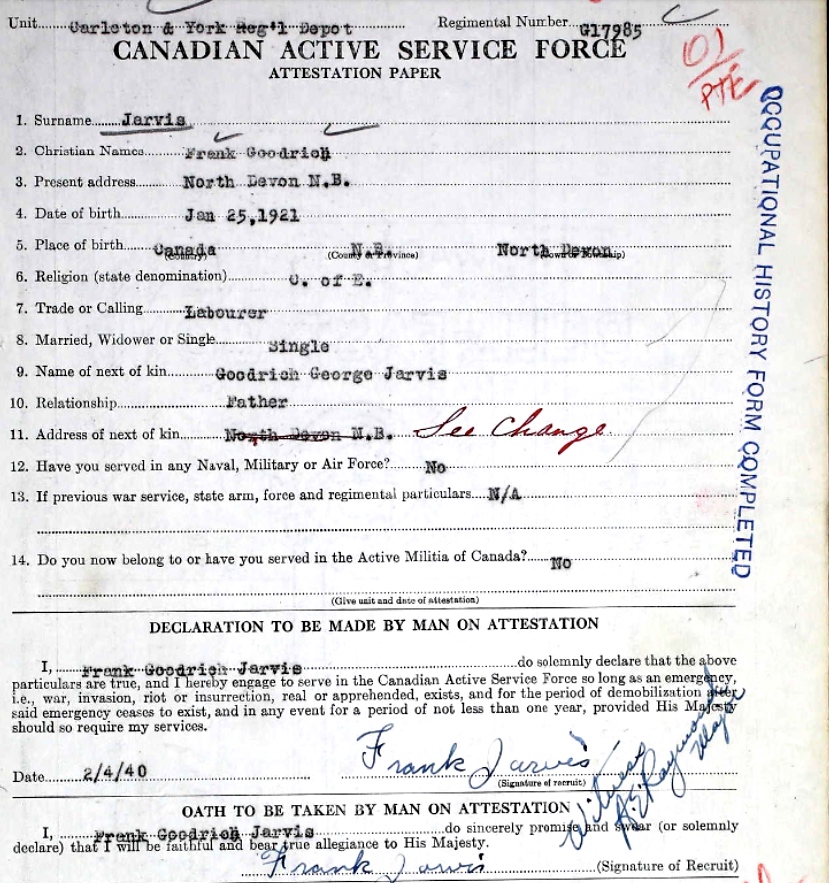 Unit Carleton & York Reg'l Depot Regimental Number G17985
CANADIAN ACTIVE SERVICE FORCE
ATTESTATION PAPER
01/
PTE
OCCUPATIONAL HISTORY FORM COMPLETED
1. Surname Jarvis
2. Christian Names Frank Goodrich
3. Present address North Devon N.B.
4. Date of birth Jan 25,1921
5. Place of birth Canada N.B. North Devon
(Country) (County or Province) (Town or Township)
6. Religion (state denomination) C. of E.
7. Trade or Calling Labourer
8. Married, Widower or Single Single
9. Name of next of kin Goodrich George Jarvis
10. Relationship Father
11. Address of next of kin North Devon N.B. See Change
12. Have you served in any Naval, Military or Air Force? No
13. If previous war service, state arm, force and regimental particulars N/A
14. Do you now belong to or have you served in the Active Militia of Canada? No
(Give unit and date of attestation)
DECLARATION TO BE MADE BY MAN ON ATTESTATION
I, Frank Goodrich Jarvis do solemnly declare that the above
particulars are true, and I hereby engage to serve in the Canadian Active Service Force so long as an emergency,
i.e., war, invasion, riot or insurrection, real or apprehended, exists, and for the period of demobilization after
said emergency ceases to exist, and in any event for a period of not less than one year, provided His Majesty
should so require my services.
Frank Jarvis
Date 2/4/40
(Signature of recruit)
Witness
Major
OATH TO BE TAKEN BY MAN ON ATTESTATION
I, Frank Goodrich Jarvis do sincerely promise and swear (or solemnly
declare) that I will be faithful and bear true allegiance to His Majesty.
Frank Jarvis (Signature of Recruit)